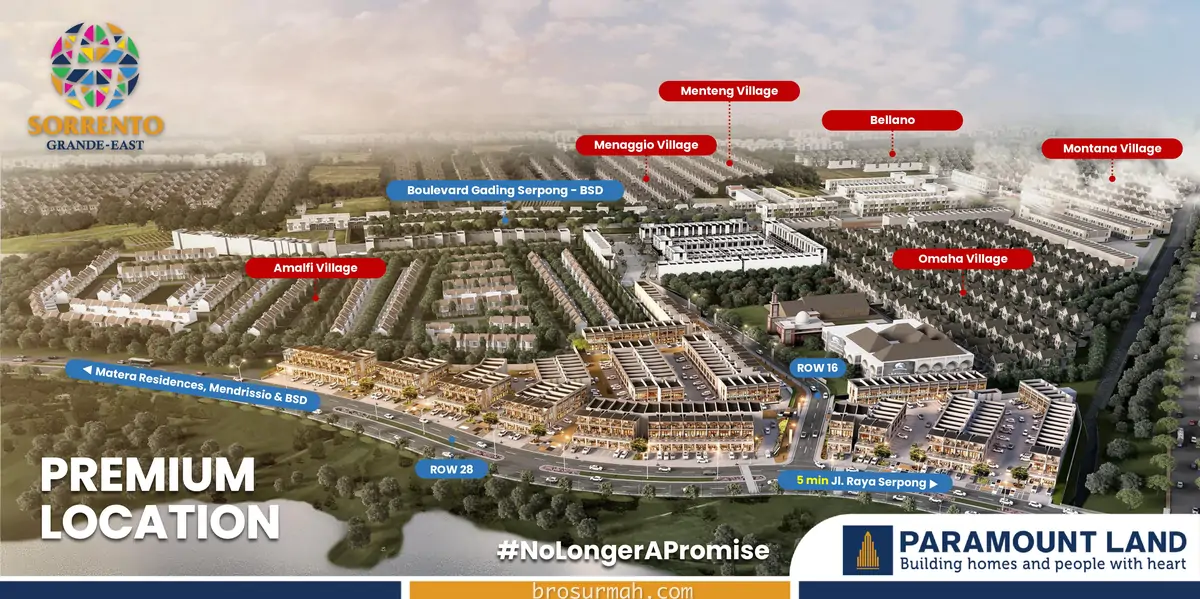 SORRENTO
GRANDE-EAST
Menteng Village
Bellano
Menaggio Village
Montana Village
Boulevard Gading Serpong - BSD
Amalfi Village
Omaha Village
◀ Matera Residences, Mendrissio & BSD
ROW 16
ROW 28
5 min Jl. Raya Serpong ▶
PREMIUM
LOCATION
#NoLongerAPromise
PARAMOUNT LAND
Building homes and people with heart
brosurmah.com